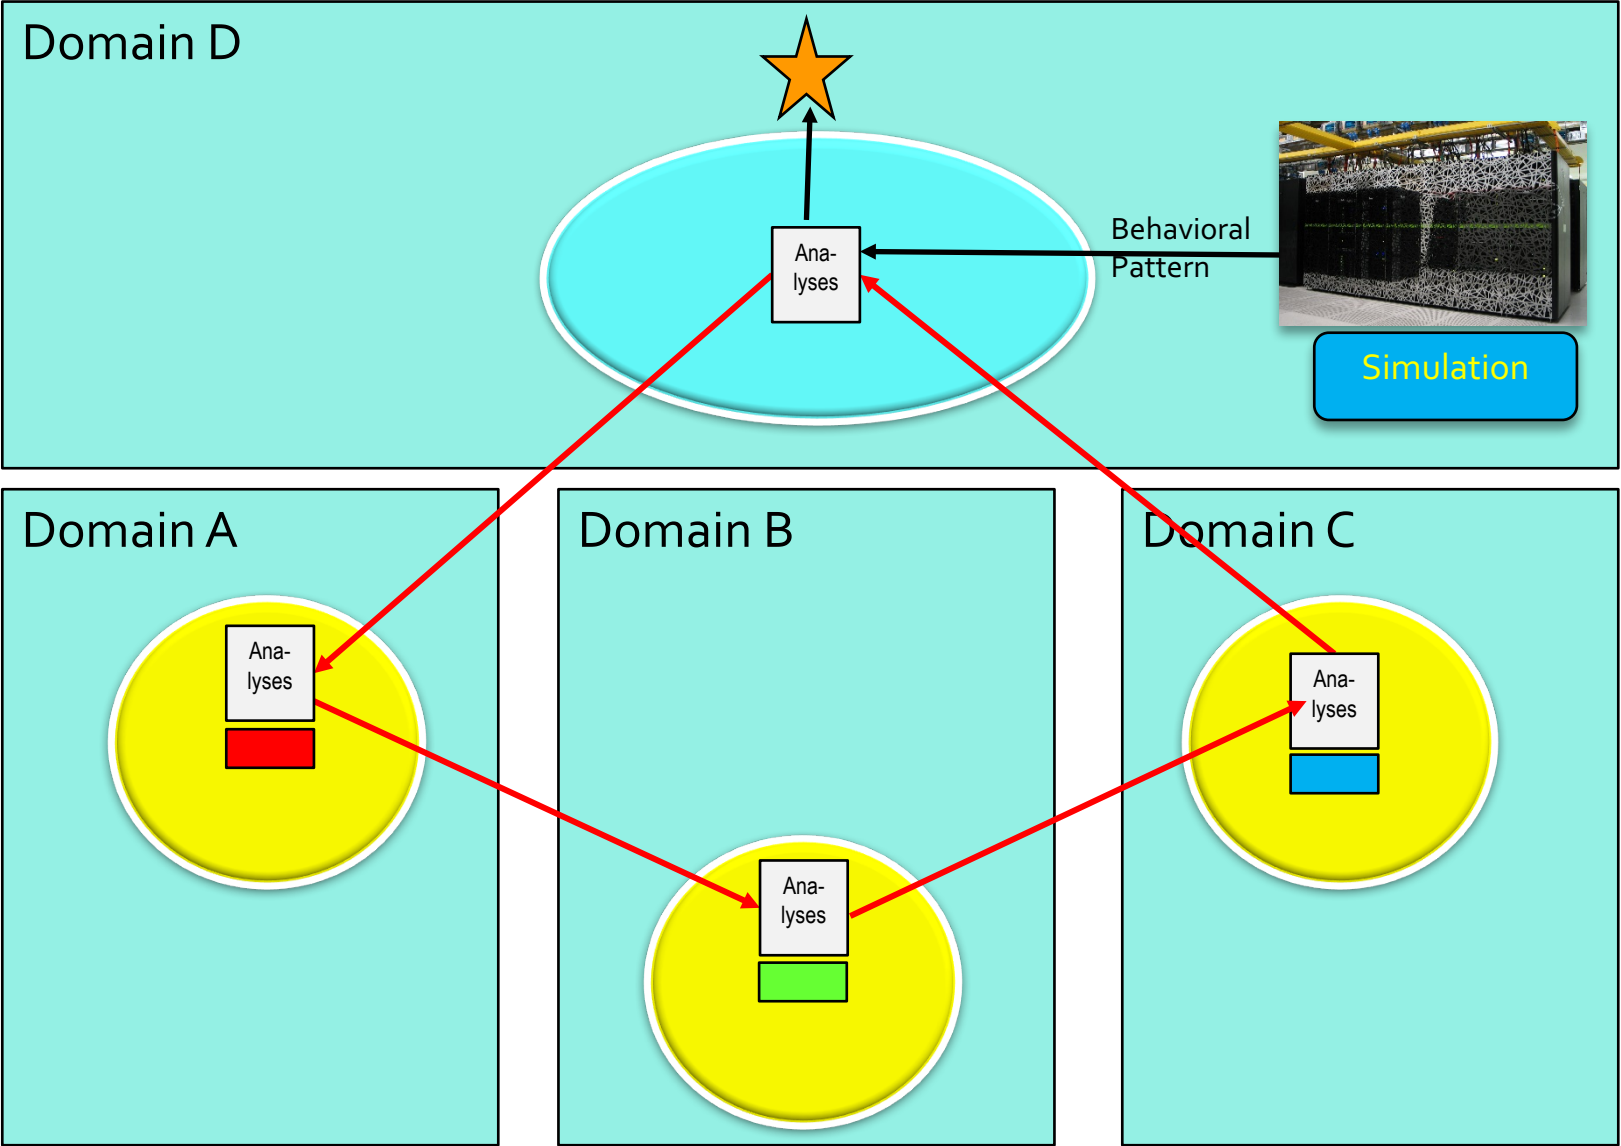 Domain D
Behavioral
Pattern
Ana-
lyses
Simulation
Domain A
Domain B
Domain C
Ana-
lyses
Ana-
lyses
Ana-
lyses